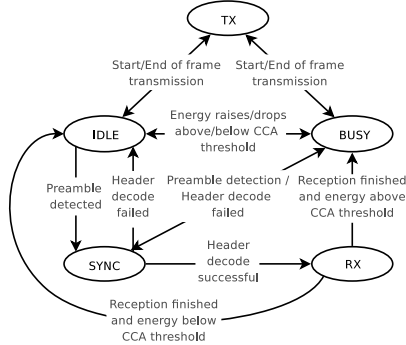 TX
Start/End of frame
transmission
Start/End of frame
transmission
IDLE
Energy raises/drops
above/below CCA
threshold
BUSY
Preamble
detected
Header
decode
failed
Preamble detection /
Header decode
failed
Reception finished
and energy above
CCA threshold
SYNC
Header
decode
successful
RX
Reception finished
and energy below
CCA threshold